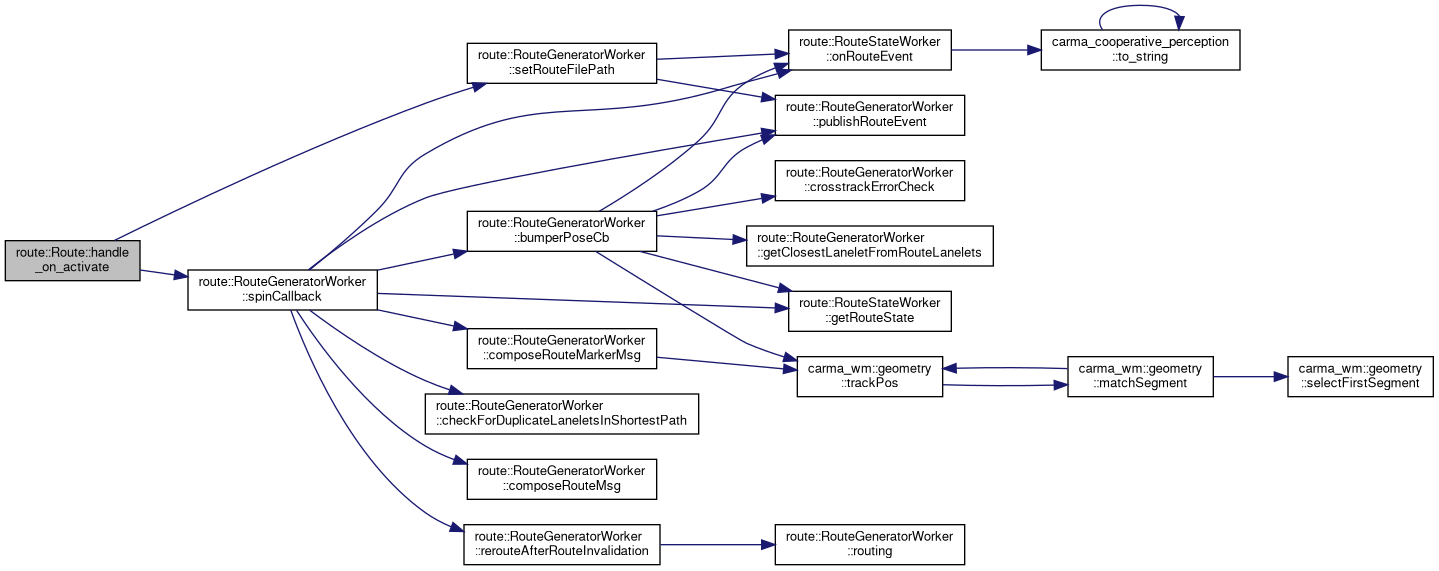 route::Route::handle
_on_activate
route::RouteGeneratorWorker
::setRouteFilePath
route::RouteGeneratorWorker
::spinCallback
route::RouteGeneratorWorker
::bumperPoseCb
route::RouteGeneratorWorker
::composeRouteMarkerMsg
route::RouteGeneratorWorker
::checkForDuplicateLaneletsInShortestPath
route::RouteGeneratorWorker
::composeRouteMsg
route::RouteGeneratorWorker
::rerouteAfterRouteInvalidation
route::RouteStateWorker
::onRouteEvent
route::RouteGeneratorWorker
::publishRouteEvent
route::RouteGeneratorWorker
::crosstrackErrorCheck
route::RouteGeneratorWorker
::getClosestLaneletFromRouteLanelets
route::RouteStateWorker
::getRouteState
carma_wm::geometry
::trackPos
route::RouteGeneratorWorker
::routing
carma_cooperative_perception
::to_string
carma_wm::geometry
::matchSegment
carma_wm::geometry
::selectFirstSegment